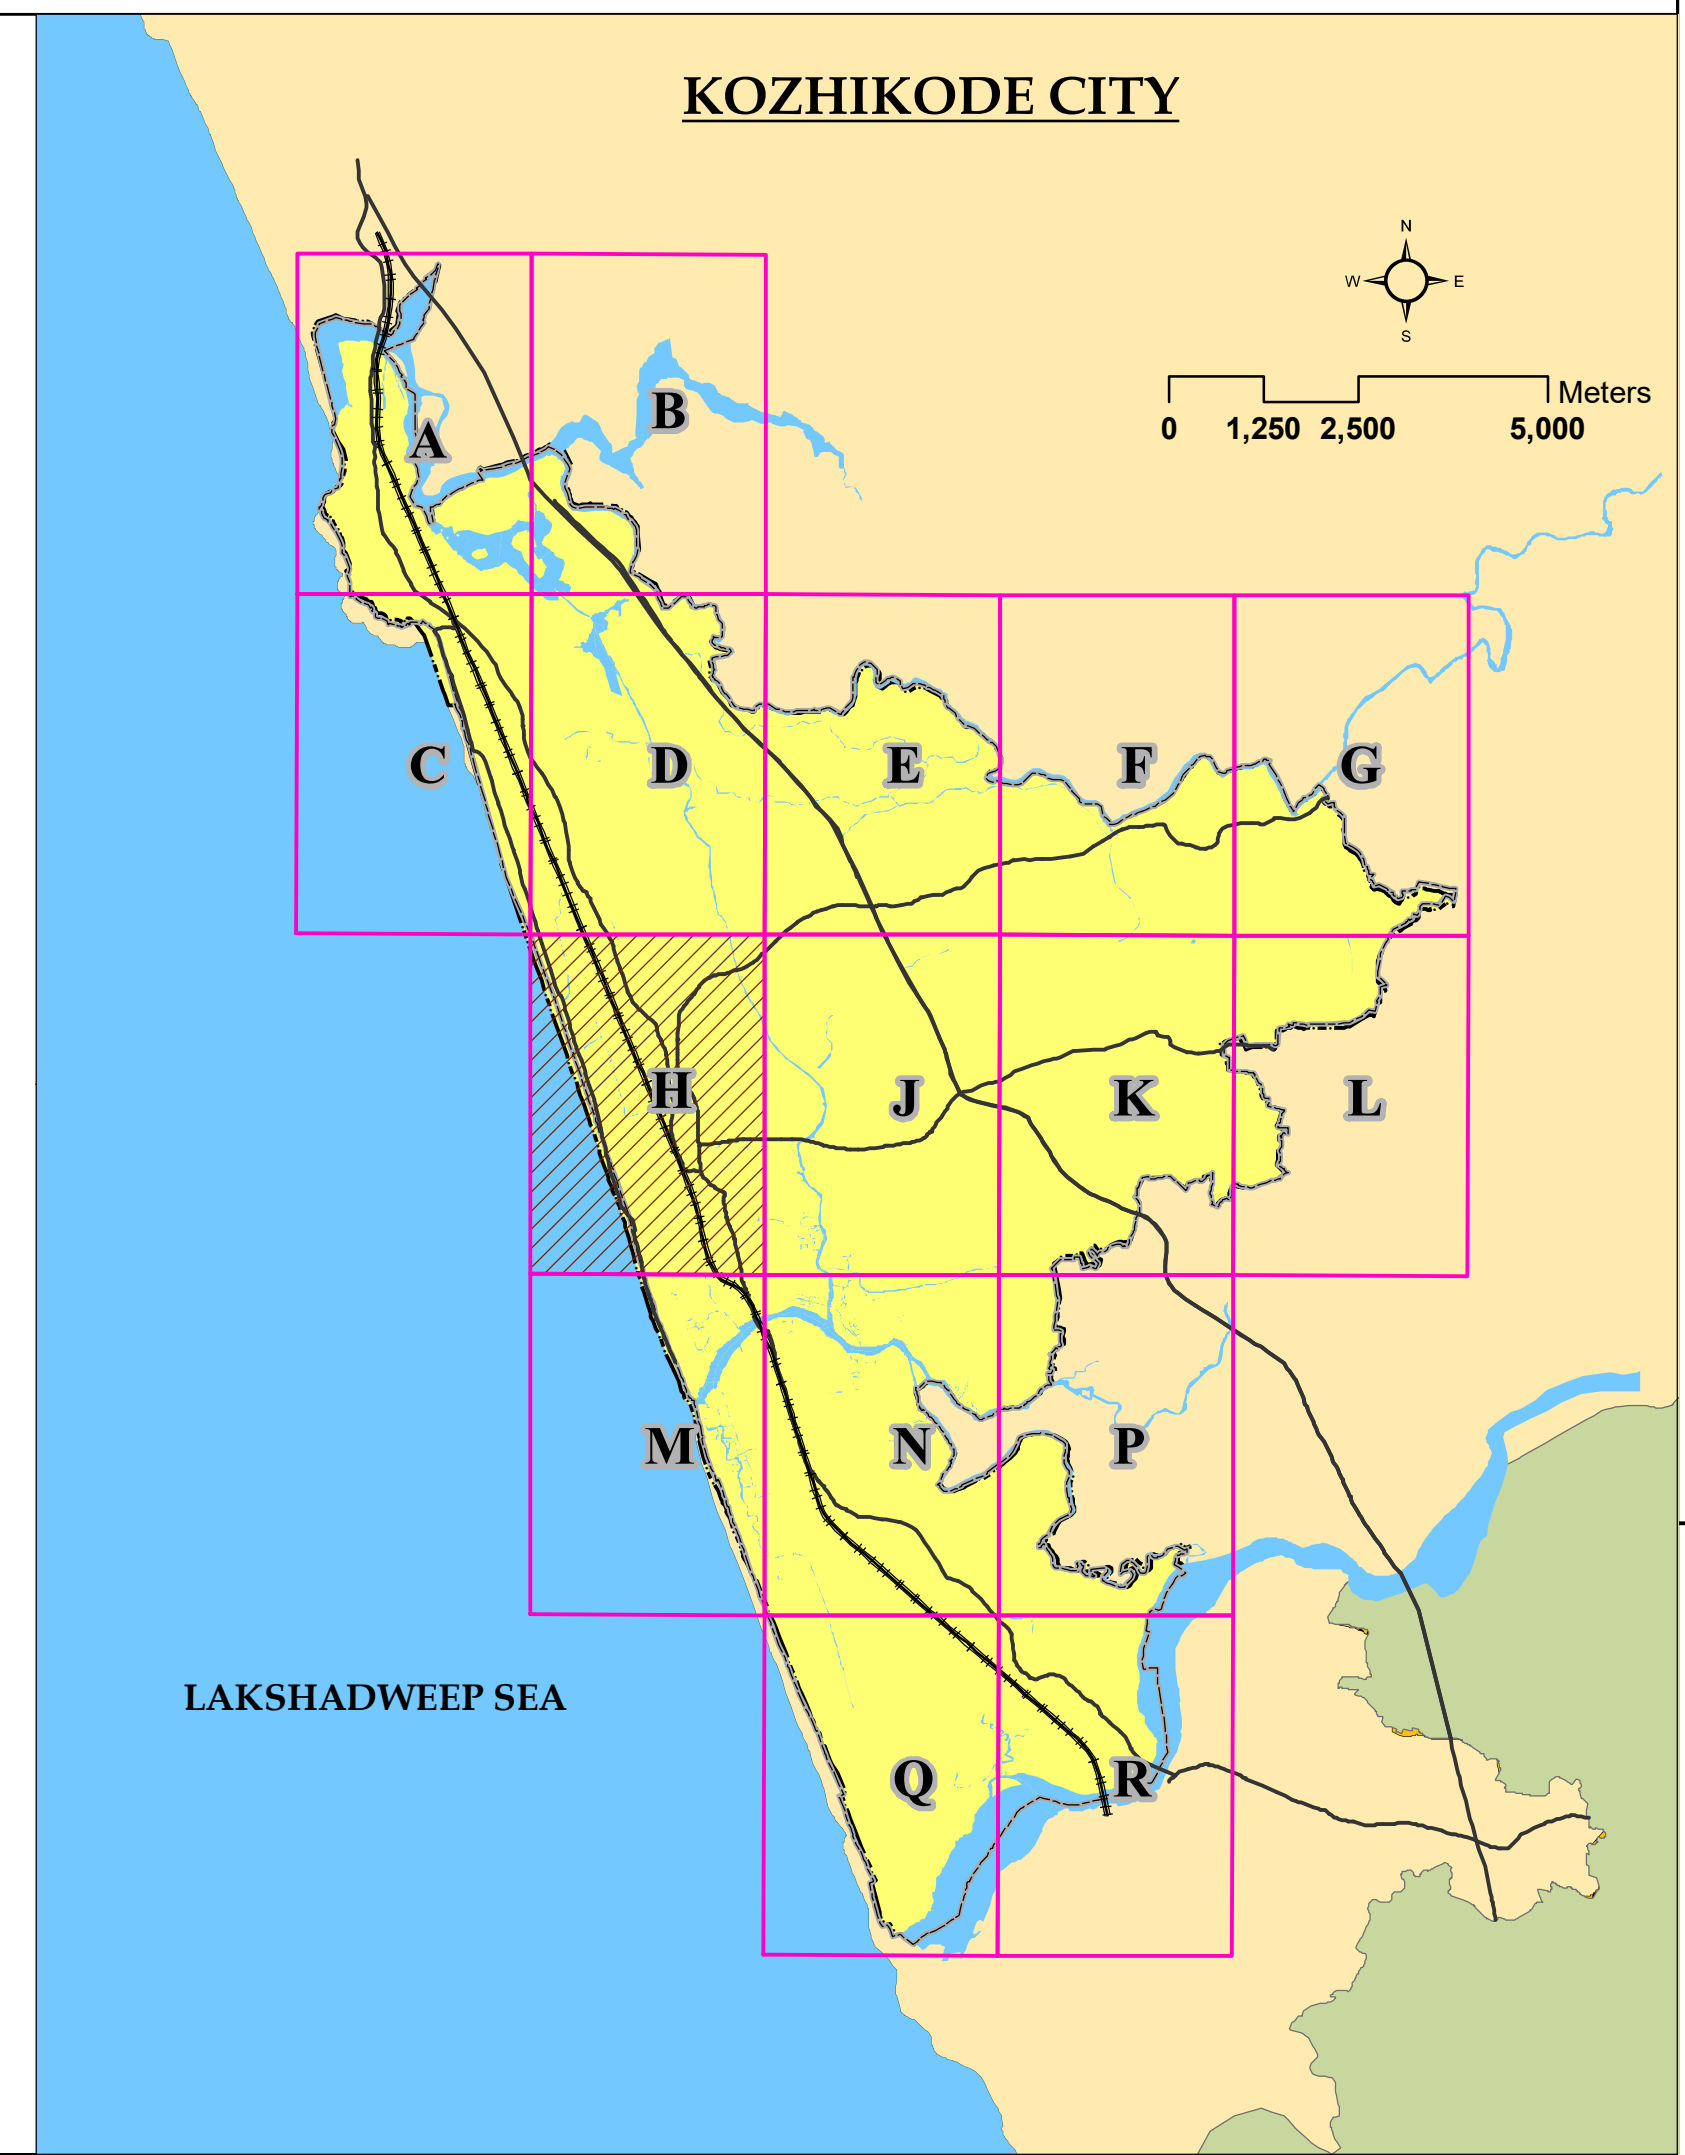 KOZHIKODE CITY
N
W E
S
Meters
0 1,250 2,500 5,000
A
B
C
D
E
F
G
H
J
K
L
M
N
P
Q
R
LAKSHADWEEP SEA